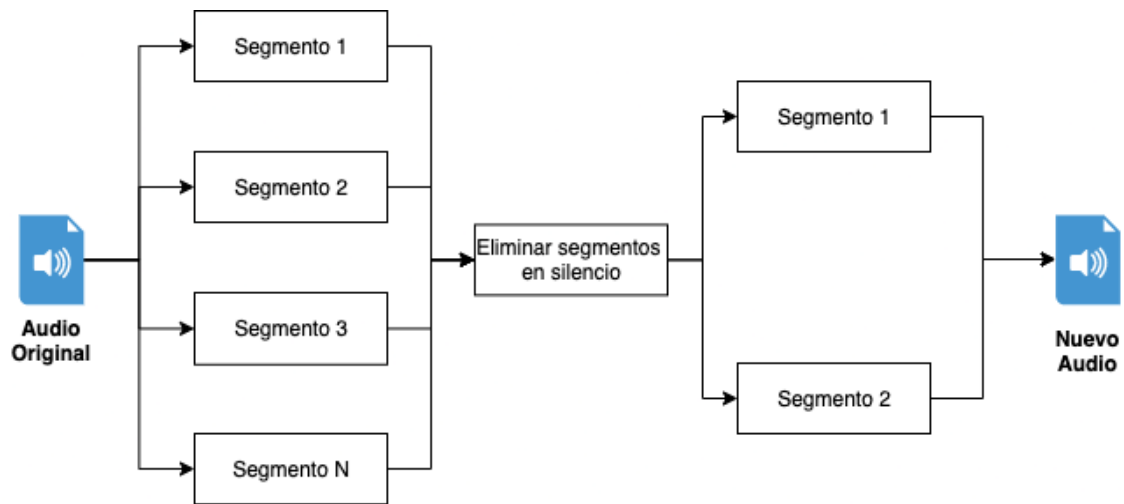 Audio
Original
Segmento 1
Segmento 2
Segmento 3
Segmento N
Eliminar segmentos
en silencio
Segmento 1
Segmento 2
Nuevo
Audio